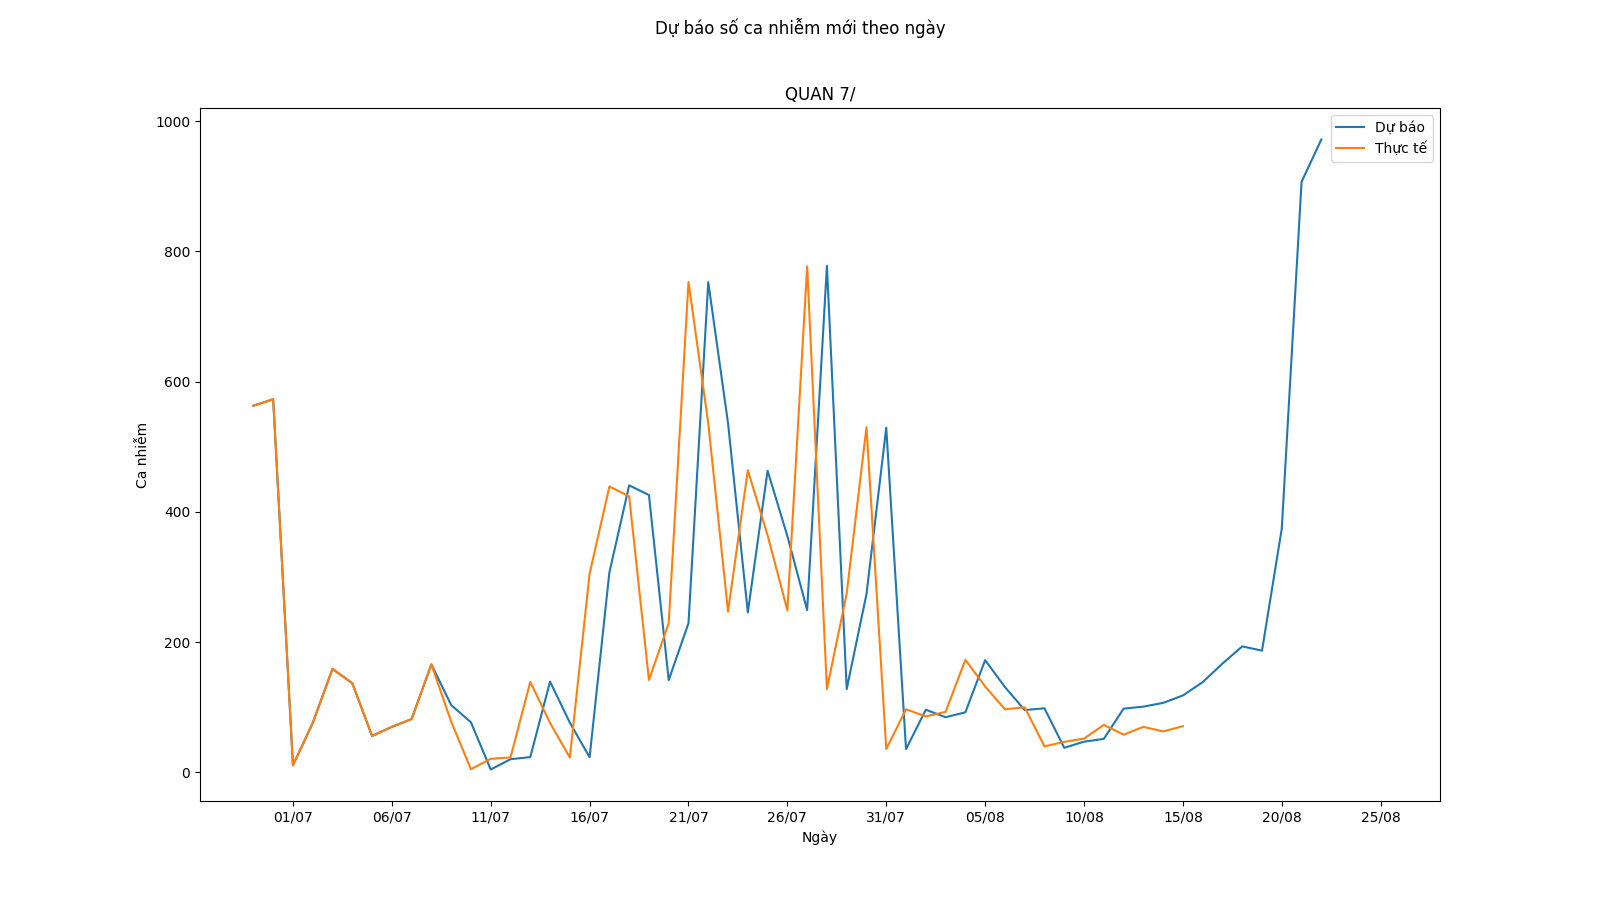 Dự báo số ca nhiễm mới theo ngày
QUAN 7/
Dự báo
Thực tế
1000
800
600
400
200
0
Ca nhiễm
01/07 06/07 11/07 16/07 21/07 26/07 31/07 05/08 10/08 15/08 20/08 25/08
Ngày